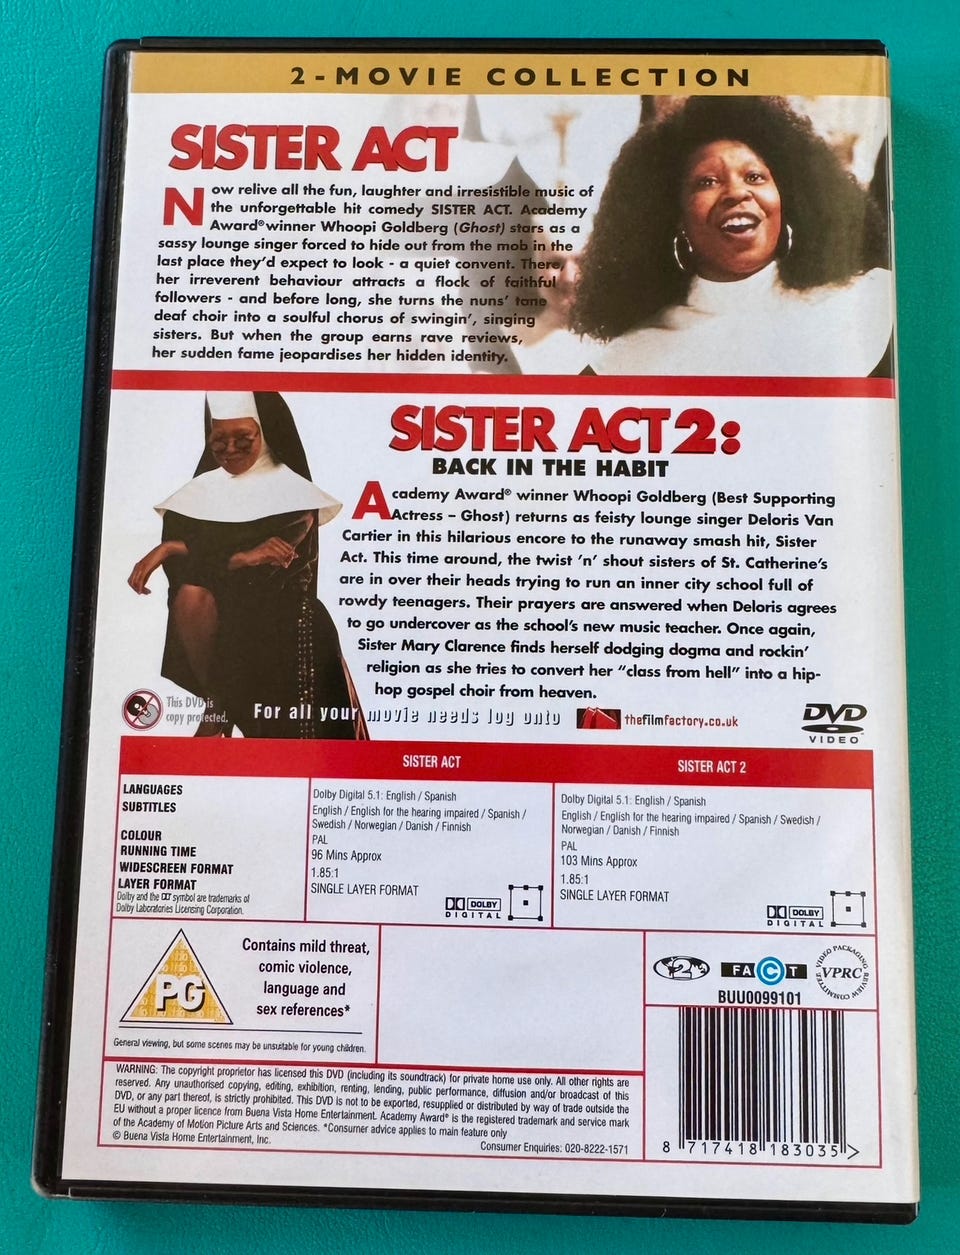 2-MOVIE COLLECTION
SISTER ACT
Now relive all the fun, laughter and irresistible music of
the unforgettable hit comedy SISTER ACT. Academy
Award® winner Whoopi Goldberg (Ghost) stars as a
sassy lounge singer forced to hide out from the mob in the
last place they'd expect to look - a quiet convent. There,
her irreverent behaviour attracts a flock of faithful
followers - and before long, she turns the nuns' tone
deaf choir into a soulful chorus of swingin', singing
sisters. But when the group earns rave reviews,
her sudden fame jeopardises her hidden identity.
SISTER ACT 2:
BACK IN THE HABIT
Academy Award® winner Whoopi Goldberg (Best Supporting
Actress – Ghost) returns as feisty lounge singer Deloris Van
Cartier in this hilarious encore to the runaway smash hit, Sister
Act. This time around, the twist 'n' shout sisters of St. Catherine's
are in over their heads trying to run an inner city school full of
rowdy teenagers. Their prayers are answered when Deloris agrees
to go undercover as the school's new music teacher. Once again,
Sister Mary Clarence finds herself dodging dogma and rockin'
religion as she tries to convert her "class from hell" into a hip-
hop gospel choir from heaven.
This DVD is
copy protected.
For all your movie needs log onto
thefilmfactory.co.uk
DVD
VIDEO
SISTER ACT
SISTER ACT 2
LANGUAGES
SUBTITLES
COLOUR
RUNNING TIME
WIDESCREEN FORMAT
LAYER FORMAT
Dolby and the DD symbol are trademarks of
Dolby Laboratories Licensing Corporation.
Dolby Digital 5.1: English / Spanish
English / English for the hearing impaired / Spanish /
Swedish / Norwegian / Danish / Finnish
PAL
96 Mins Approx
1.85:1
SINGLE LAYER FORMAT
DOLBY
DIGITAL
Dolby Digital 5.1: English / Spanish
English / English for the hearing impaired / Spanish / Swedish /
Norwegian / Danish / Finnish
PAL
103 Mins Approx
1.85:1
SINGLE LAYER FORMAT
DOLBY
DIGITAL
PG
Contains mild threat,
comic violence,
language and
sex references*
General viewing, but some scenes may be unsuitable for young children.
2
FACT
VIDEO PACKAGING REVIEW COMMITTEE
VPRC
BUU0099101
WARNING: The copyright proprietor has licensed this DVD (including its soundtrack) for private home use only. All other rights are
reserved. Any unauthorised copying, editing, exhibition, renting, lending, public performance, diffusion and/or broadcast of this
DVD, or any part thereof, is strictly prohibited. This DVD is not to be exported, resupplied or distributed by way of trade outside the
EU without a proper licence from Buena Vista Home Entertainment. Academy Award® is the registered trademark and service mark
of the Academy of Motion Picture Arts and Sciences. *Consumer advice applies to main feature only
© Buena Vista Home Entertainment, Inc.
Consumer Enquiries: 020-8222-1571
8 717418 183035 >